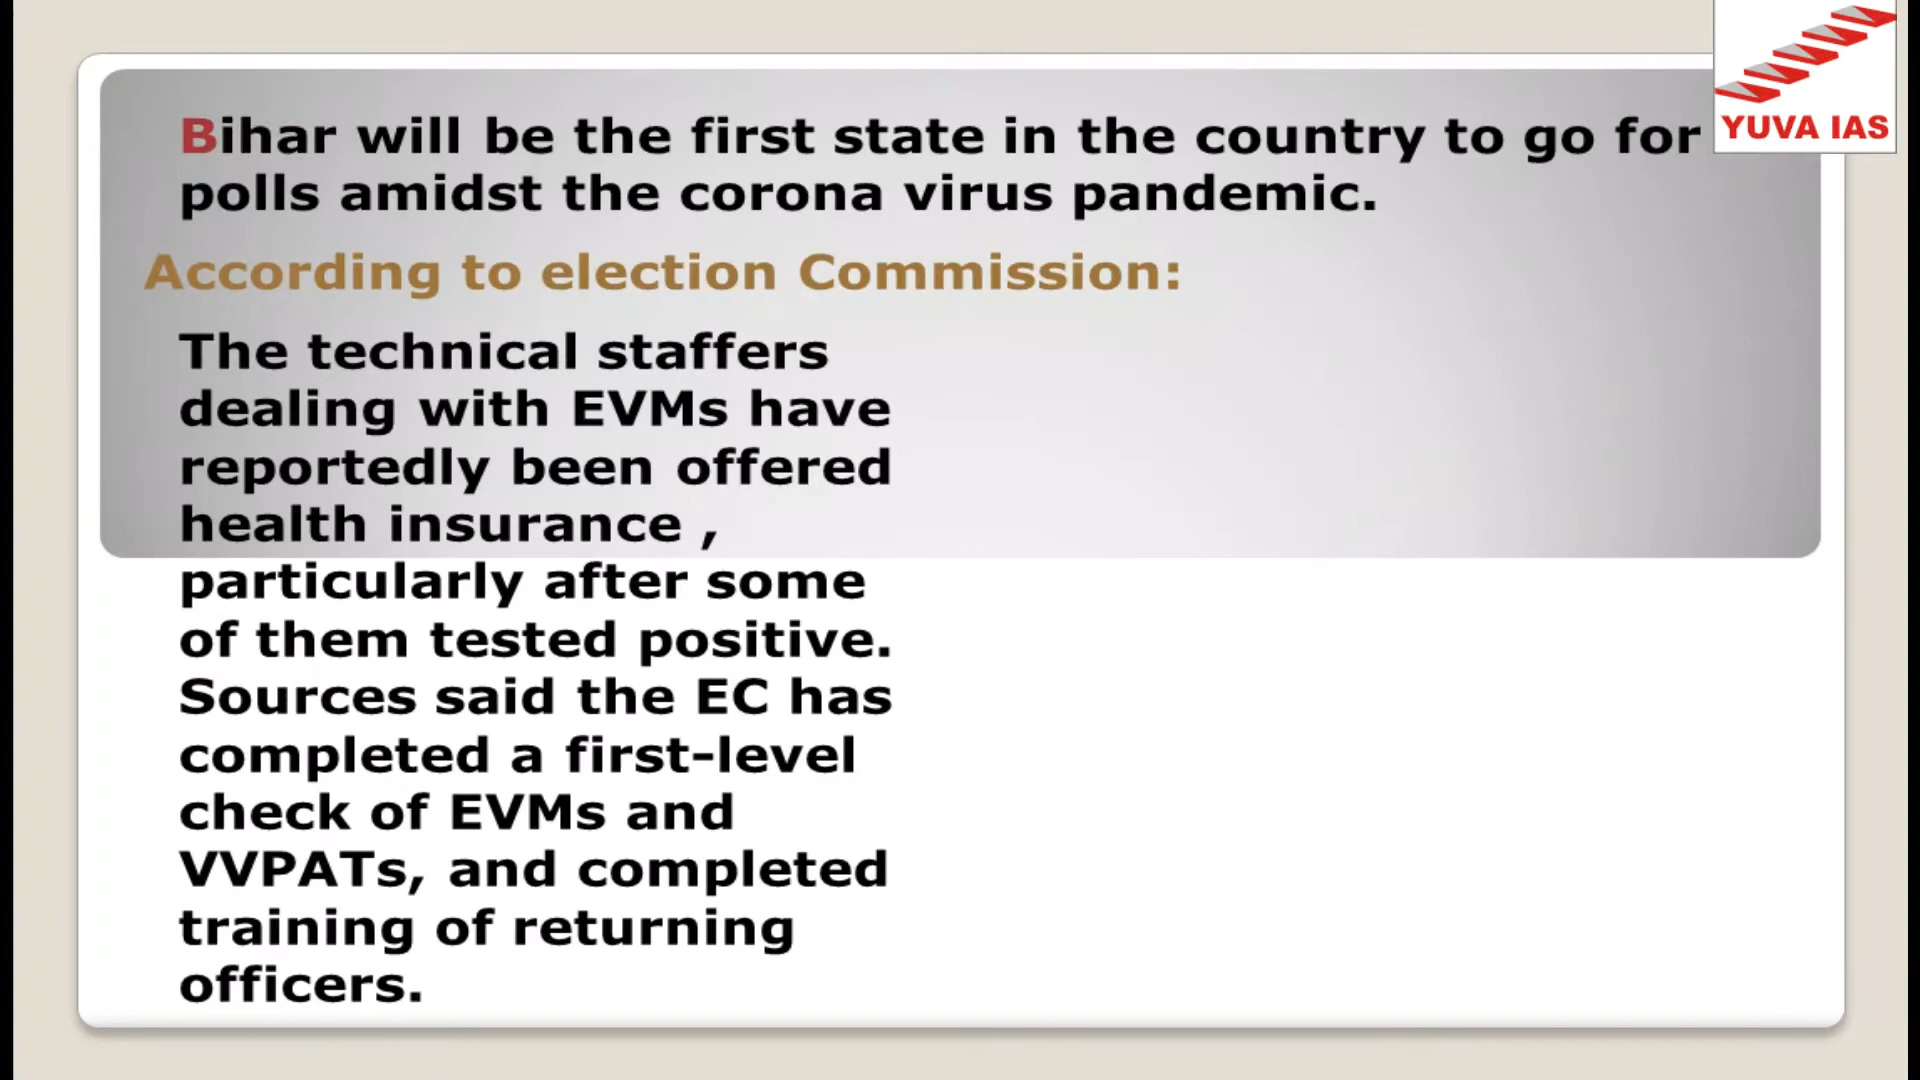 Bihar will be the first state in the country to go for
polls amidst the corona virus pandemic.
According to election Commission:
The technical staffers
dealing with EVMs have
reportedly been offered
health insurance ,
particularly after some
of them tested positive.
Sources said the EC has
completed a first-level
check of EVMs and
VVPATs, and completed
training of returning
officers.
YUVA IAS